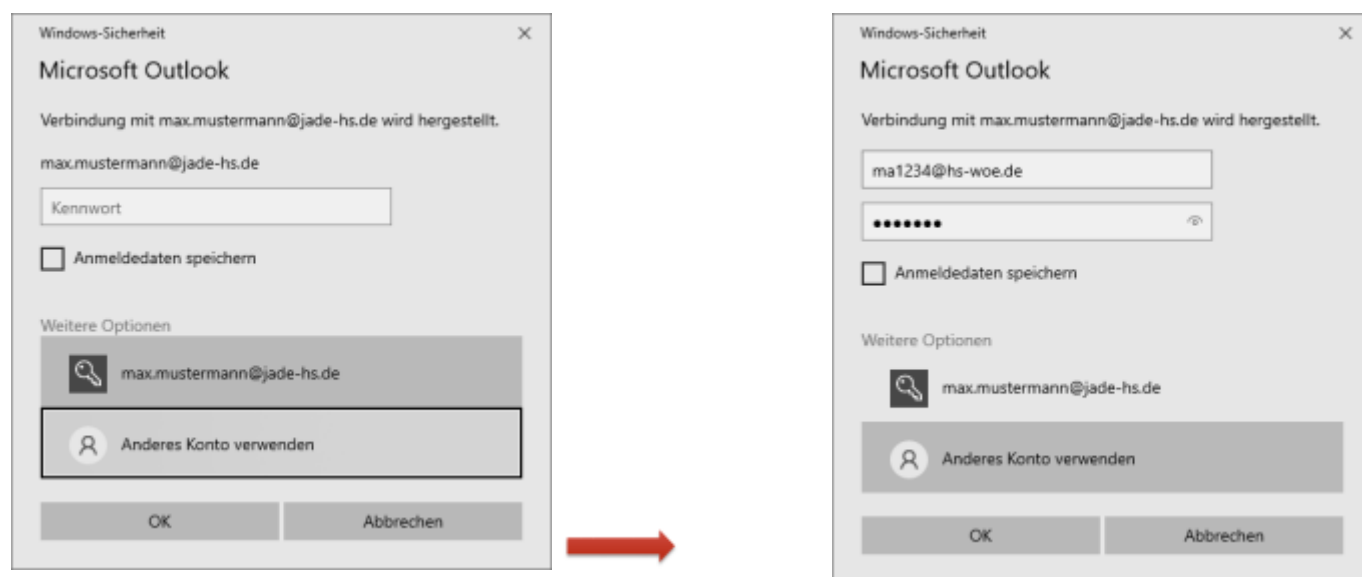 Windows-Sicherheit
Microsoft Outlook
Verbindung mit max.mustermann@jade-hs.de wird hergestellt.
max.mustermann@jade-hs.de
Kennwort
Anmeldedaten speichern
Weitere Optionen
max.mustermann@jade-hs.de
Anderes Konto verwenden
OK
Abbrechen
Windows-Sicherheit
Microsoft Outlook
Verbindung mit max.mustermann@jade-hs.de wird hergestellt.
ma1234@hs-woe.de
•••••••
Anmeldedaten speichern
Weitere Optionen
max.mustermann@jade-hs.de
Anderes Konto verwenden
OK
Abbrechen